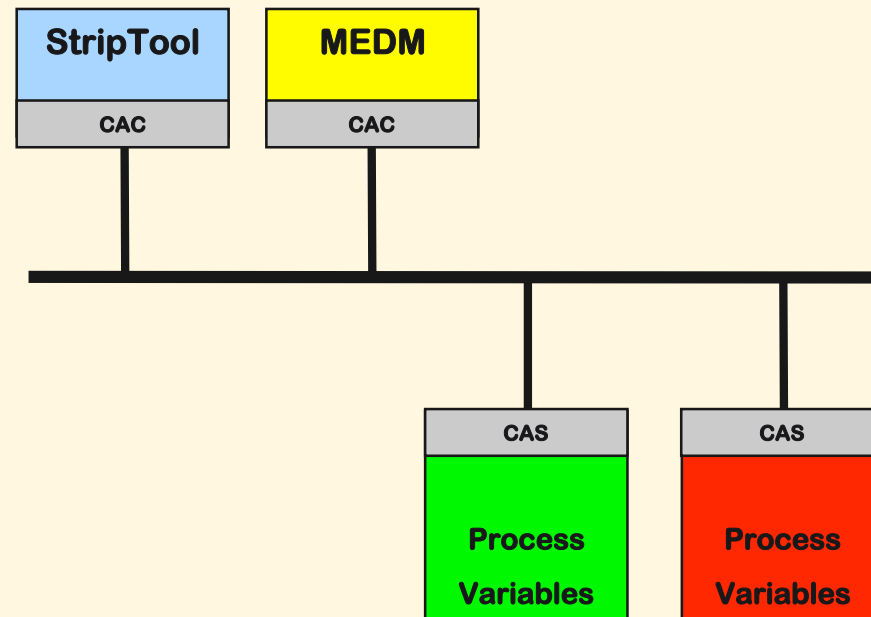 StripTool
MEDM
CAC
CAC
CAS
CAS
Process
Variables
Process
Variables